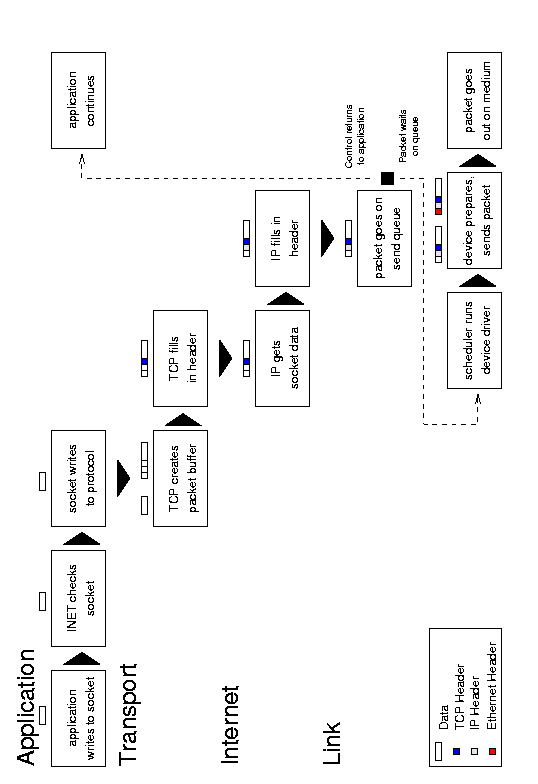 Application
application
writes to socket
INET checks
socket
socket writes
to protocol
application
continues
Transport
TCP creates
packet buffer
TCP fills
in header
Internet
IP gets
socket data
IP fills in
header
Link
packet goes on
send queue
Control returns
to application
Packet waits
on queue
scheduler runs
device driver
device prepares,
sends packet
packet goes
out on medium
Data
TCP Header
IP Header
Ethernet Header